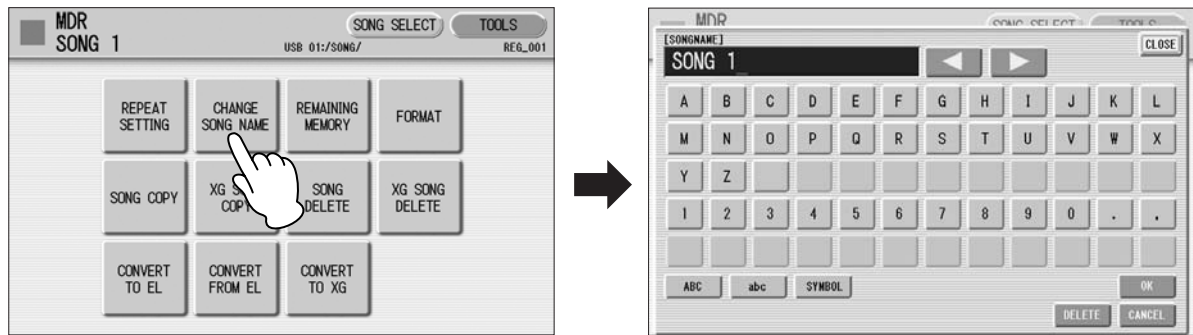 MDR
SONG 1
SONG SELECT
TOOLS
USB 01:/SONG/
REG_001
REPEAT SETTING
CHANGE SONG NAME
REMAINING MEMORY
FORMAT
SONG COPY
XG S
COPY
SONG DELETE
XG SONG DELETE
CONVERT TO EL
CONVERT FROM EL
CONVERT TO XG
MDR
[SONGNAME]
SONG 1_
CLOSE
A B C D E F G H I J K L
M N O P Q R S T U V W X
Y Z
1 2 3 4 5 6 7 8 9 0 . ,
ABC abc SYMBOL OK
DELETE CANCEL